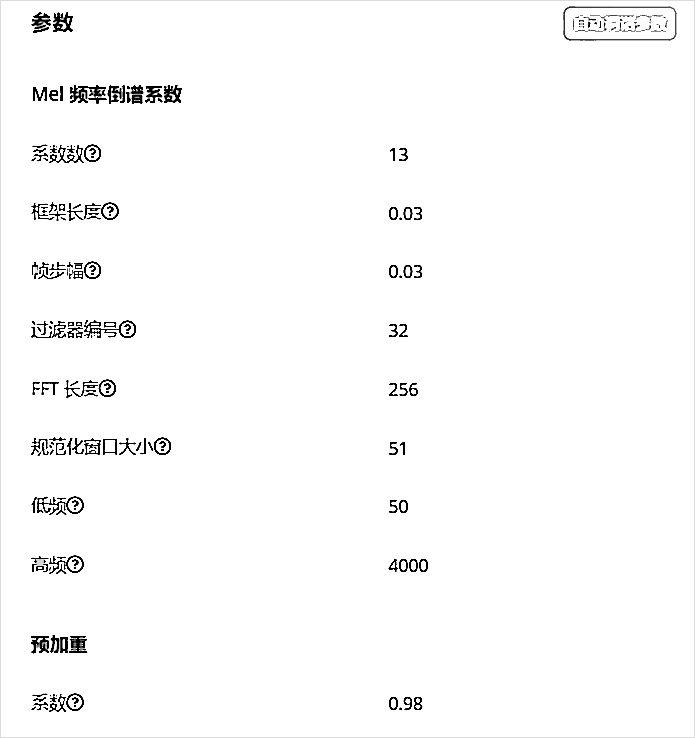 参数
Mel 频率倒谱系数
系数数?
13
框架长度?
0.03
帧步幅?
0.03
过滤器编号?
32
FFT 长度?
256
规范化窗口大小?
51
低频?
50
高频?
4000
预加重
系数?
0.98